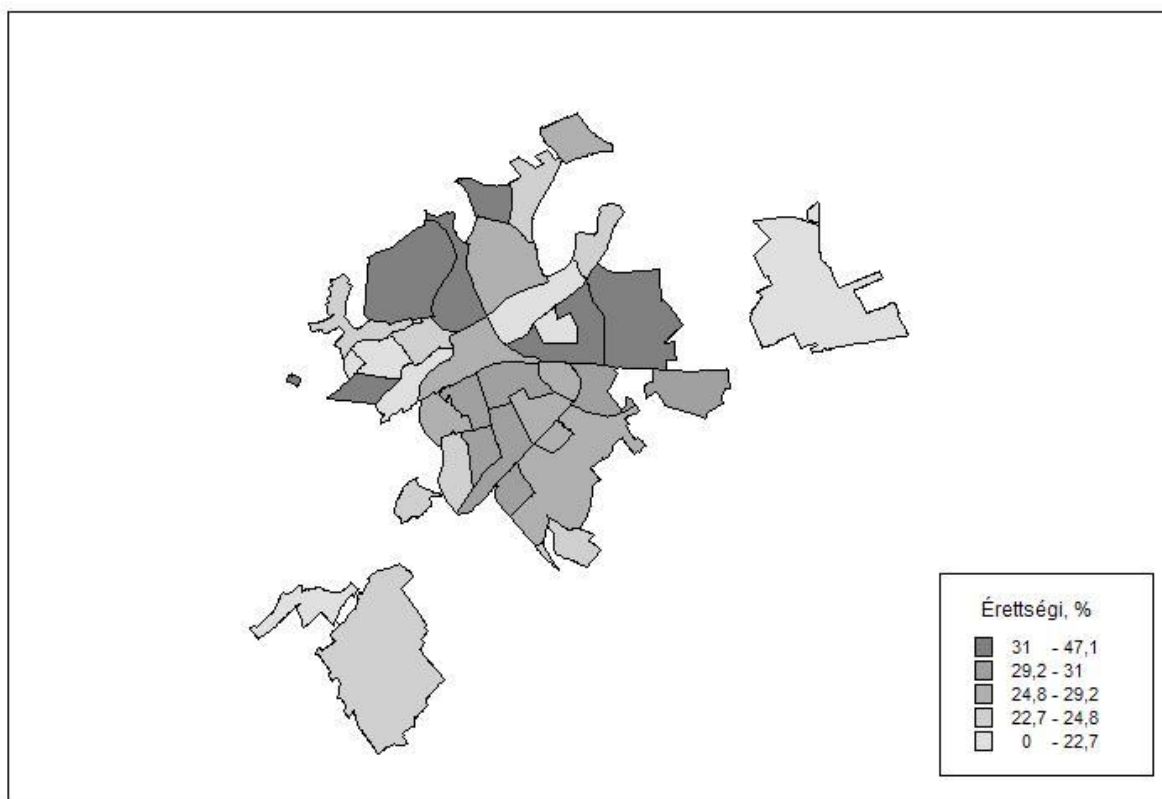 Érettségi, %
31 - 47,1
29,2 - 31
24,8 - 29,2
22,7 - 24,8
0 - 22,7